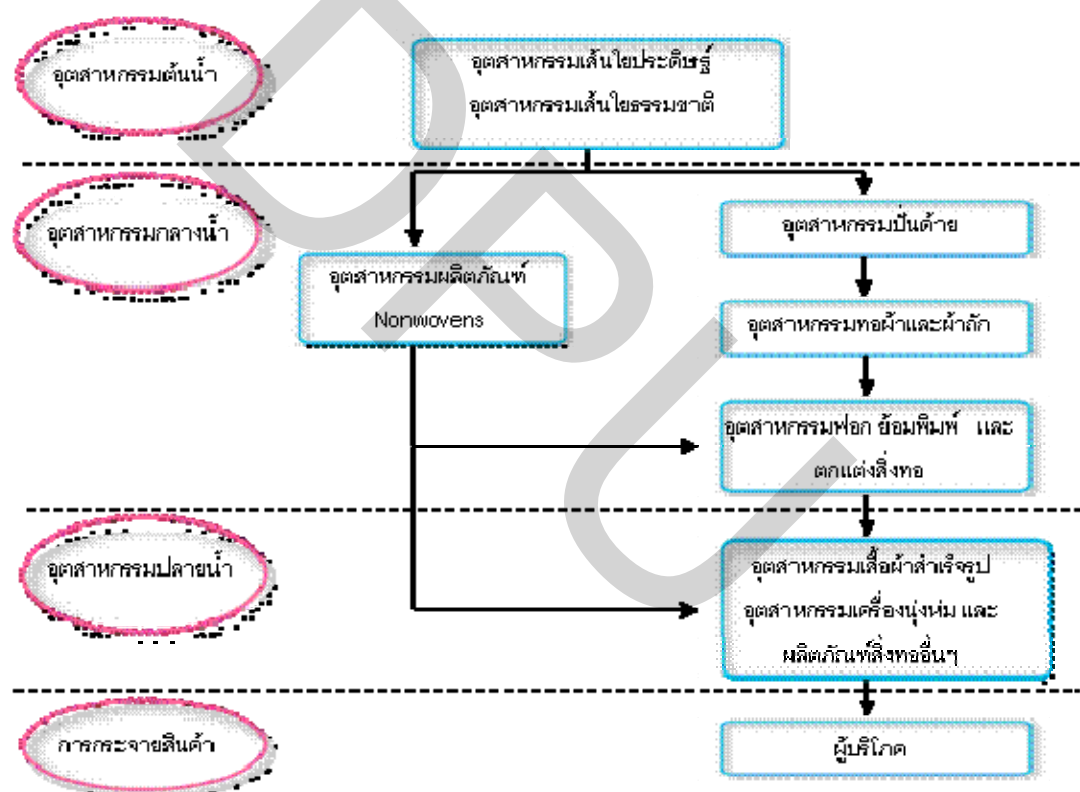 อุตสาหกรรมต้นน้ำ
อุตสาหกรรมเส้นใยประดิษฐ์
อุตสาหกรรมเส้นใยธรรมชาติ
อุตสาหกรรมกลางน้ำ
อุตสาหกรรมปั่นด้าย
อุตสาหกรรมผลิตภัณฑ์
Nonwovens
อุตสาหกรรมทอผ้าและผ้าถัก
อุตสาหกรรมฟอก ย้อมพิมพ์ และ
ตกแต่งสิ่งทอ
อุตสาหกรรมปลายน้ำ
อุตสาหกรรมเสื้อผ้าสำเร็จรูป
อุตสาหกรรมเครื่องนุ่งห่ม และ
ผลิตภัณฑ์สิ่งทออื่นๆ
การกระจายสินค้า
ผู้บริโภค
DPU